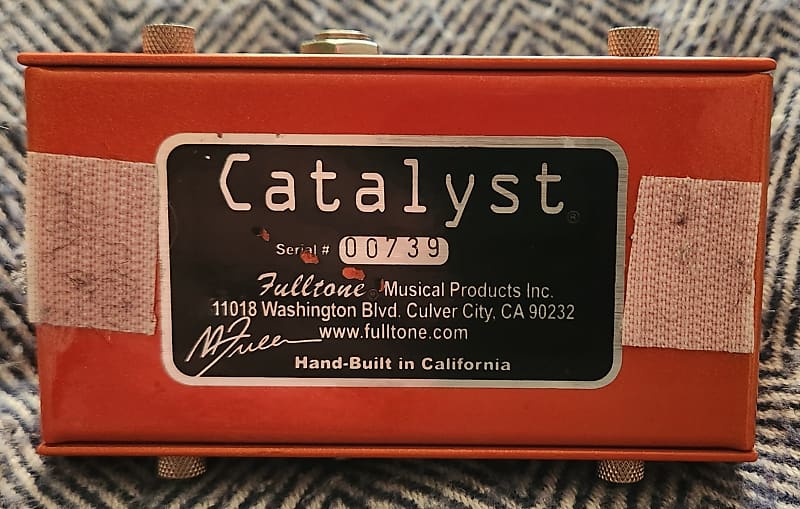 Catalyst®
Serial # 00739
Fulltone® Musical Products Inc.
11018 Washington Blvd. Culver City, CA 90232
M Fuller www.fulltone.com
Hand-Built in California